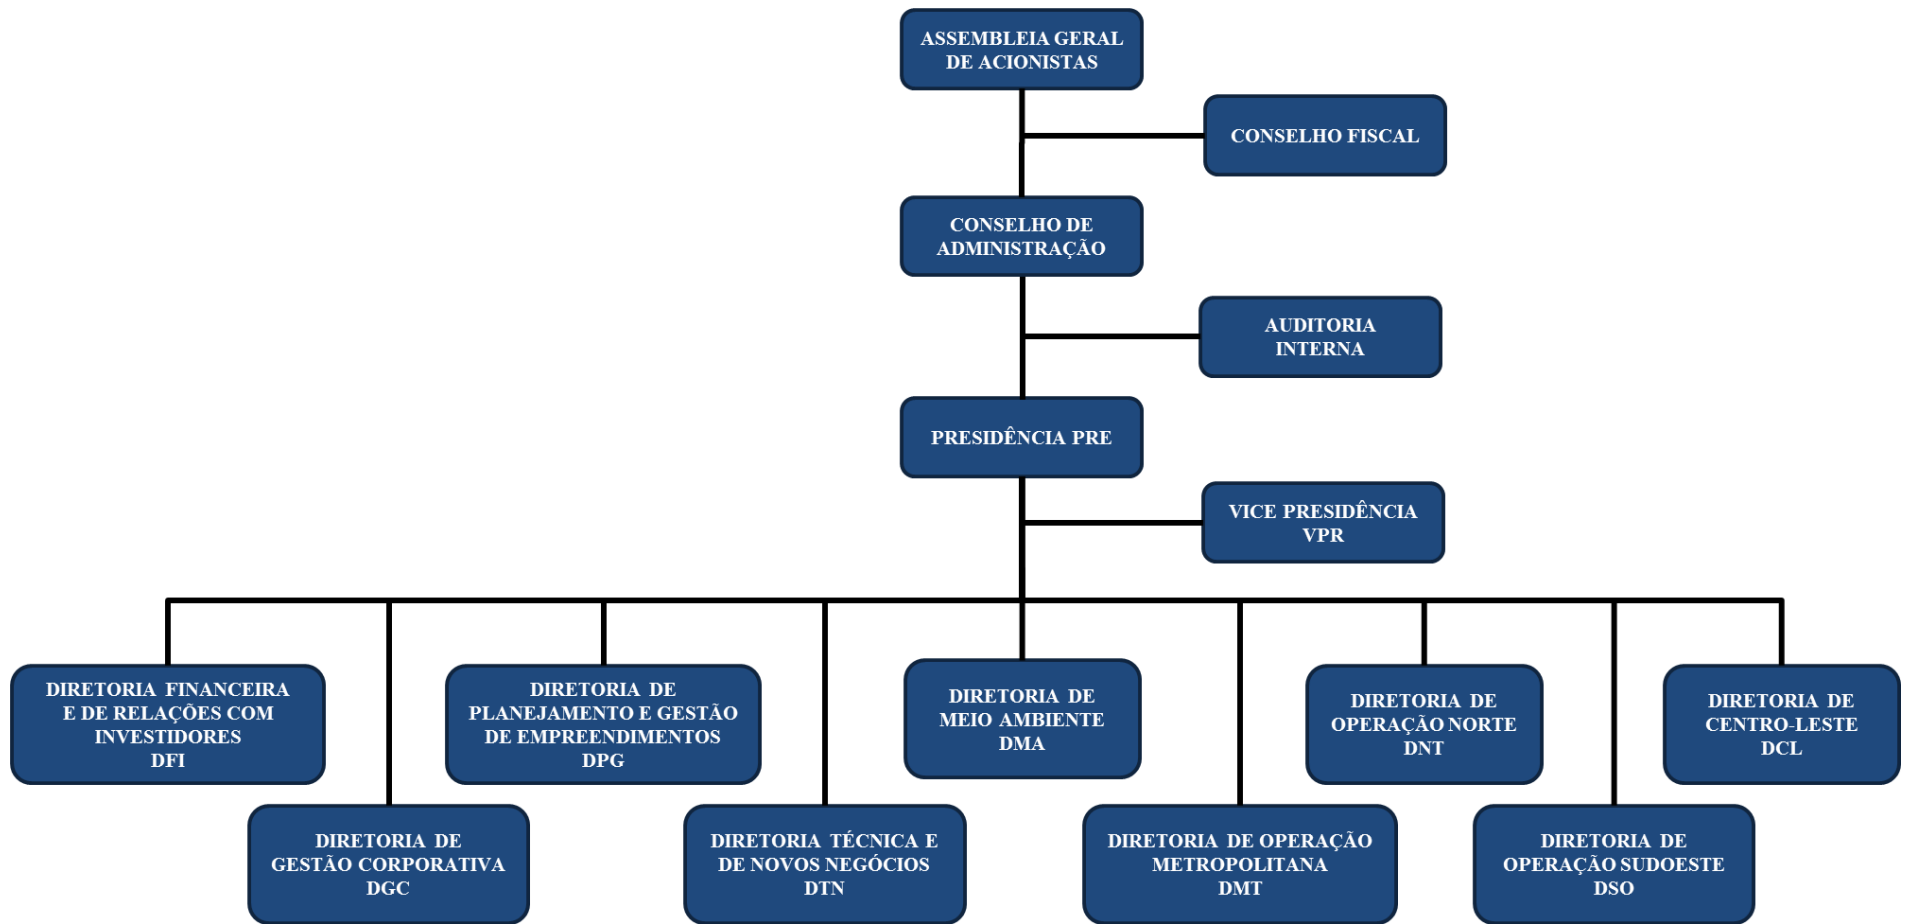 ASSEMBLEIA GERAL
DE ACIONISTAS
CONSELHO FISCAL
CONSELHO DE
ADMINISTRAÇÃO
AUDITORIA
INTERNA
PRESIDÊNCIA PRE
VICE PRESIDÊNCIA
VPR
DIRETORIA FINANCEIRA
E DE RELAÇÕES COM
INVESTIDORES
DFI
DIRETORIA DE
PLANEJAMENTO E GESTÃO
DE EMPREENDIMENTOS
DPG
DIRETORIA DE
MEIO AMBIENTE
DMA
DIRETORIA DE
OPERAÇÃO NORTE
DNT
DIRETORIA DE
CENTRO-LESTE
DCL
DIRETORIA DE
GESTÃO CORPORATIVA
DGC
DIRETORIA TÉCNICA E
DE NOVOS NEGÓCIOS
DTN
DIRETORIA DE OPERAÇÃO
METROPOLITANA
DMT
DIRETORIA DE
OPERAÇÃO SUDOESTE
DSO